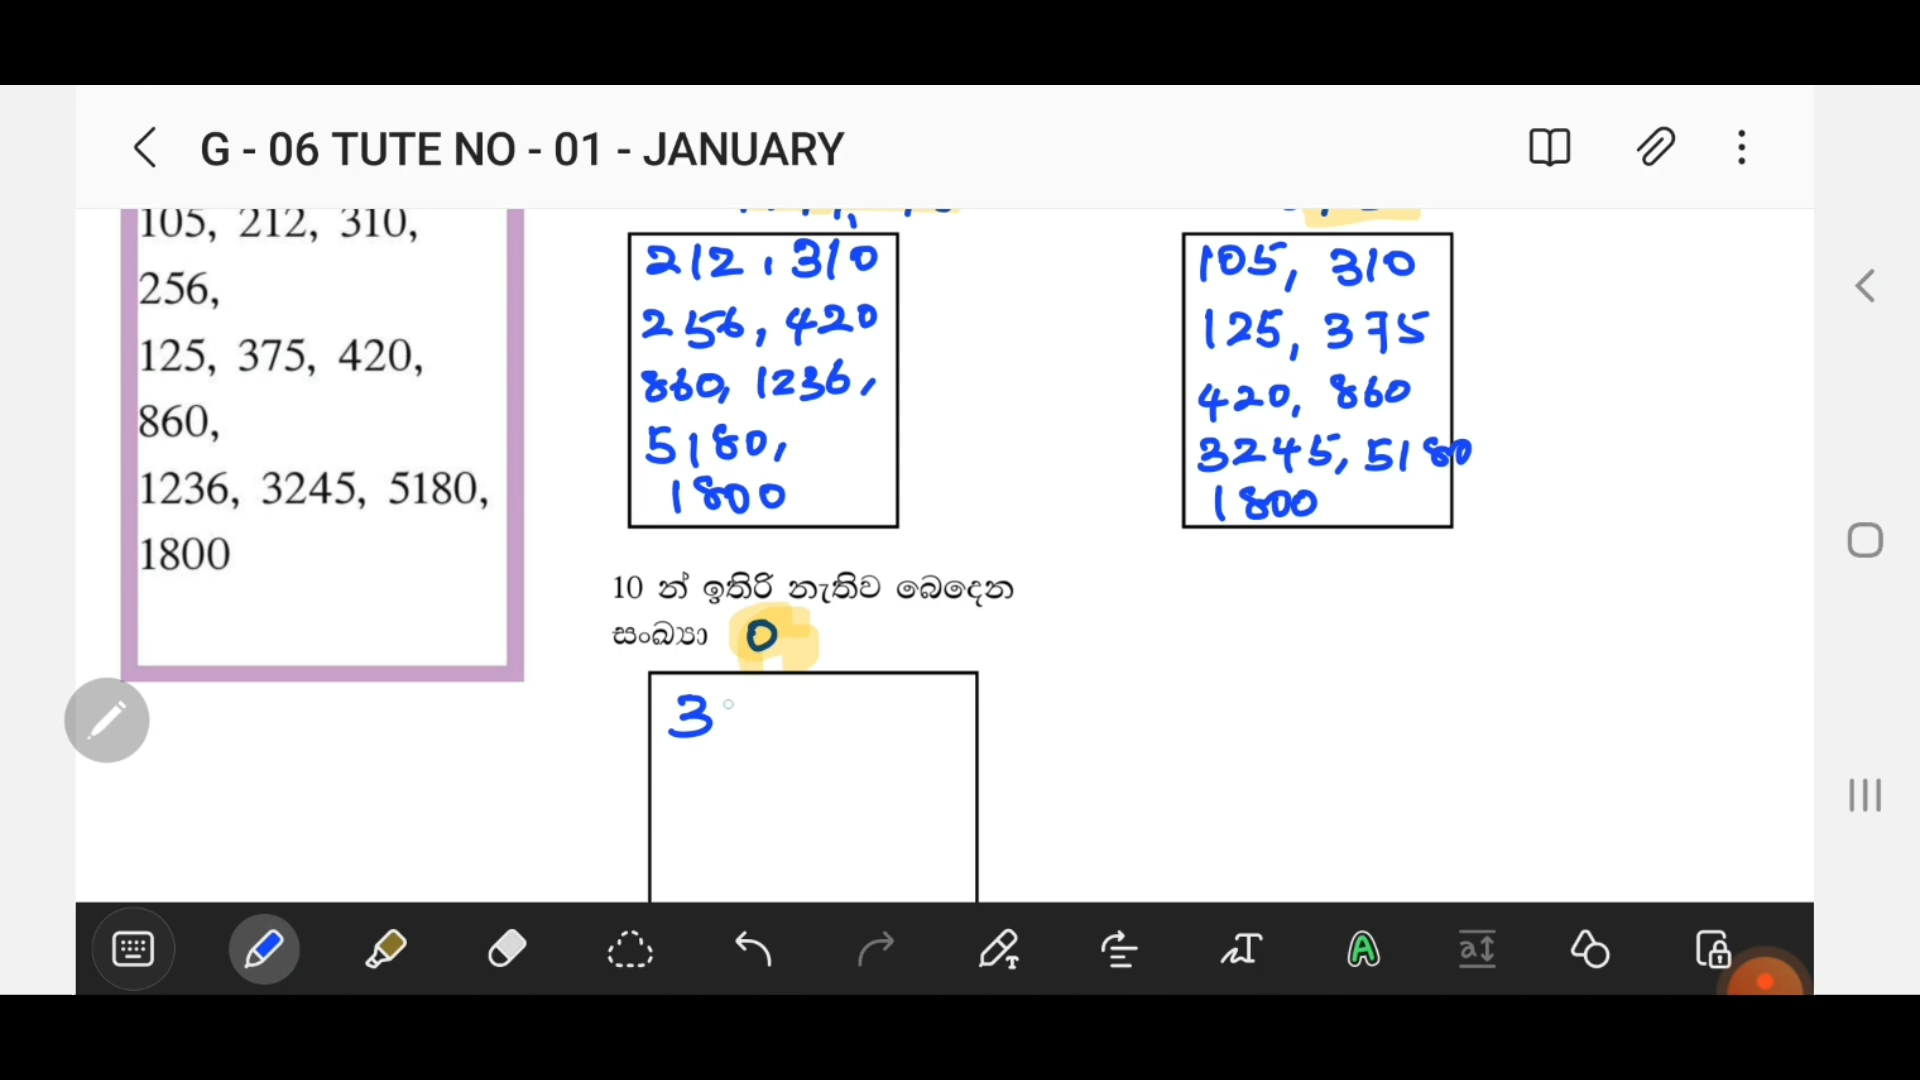 G - 06 TUTE NO - 01 - JANUARY
105, 212, 310,
256,
125, 375, 420,
860,
1236, 3245, 5180,
1800
212, 310
256, 420
860, 1236,
5180,
1800
105, 310
125, 375
420, 860
3245, 5180
1800
10 න් ඉතිරි නැතිව බෙදෙන
සංඛ්‍යා 0
3